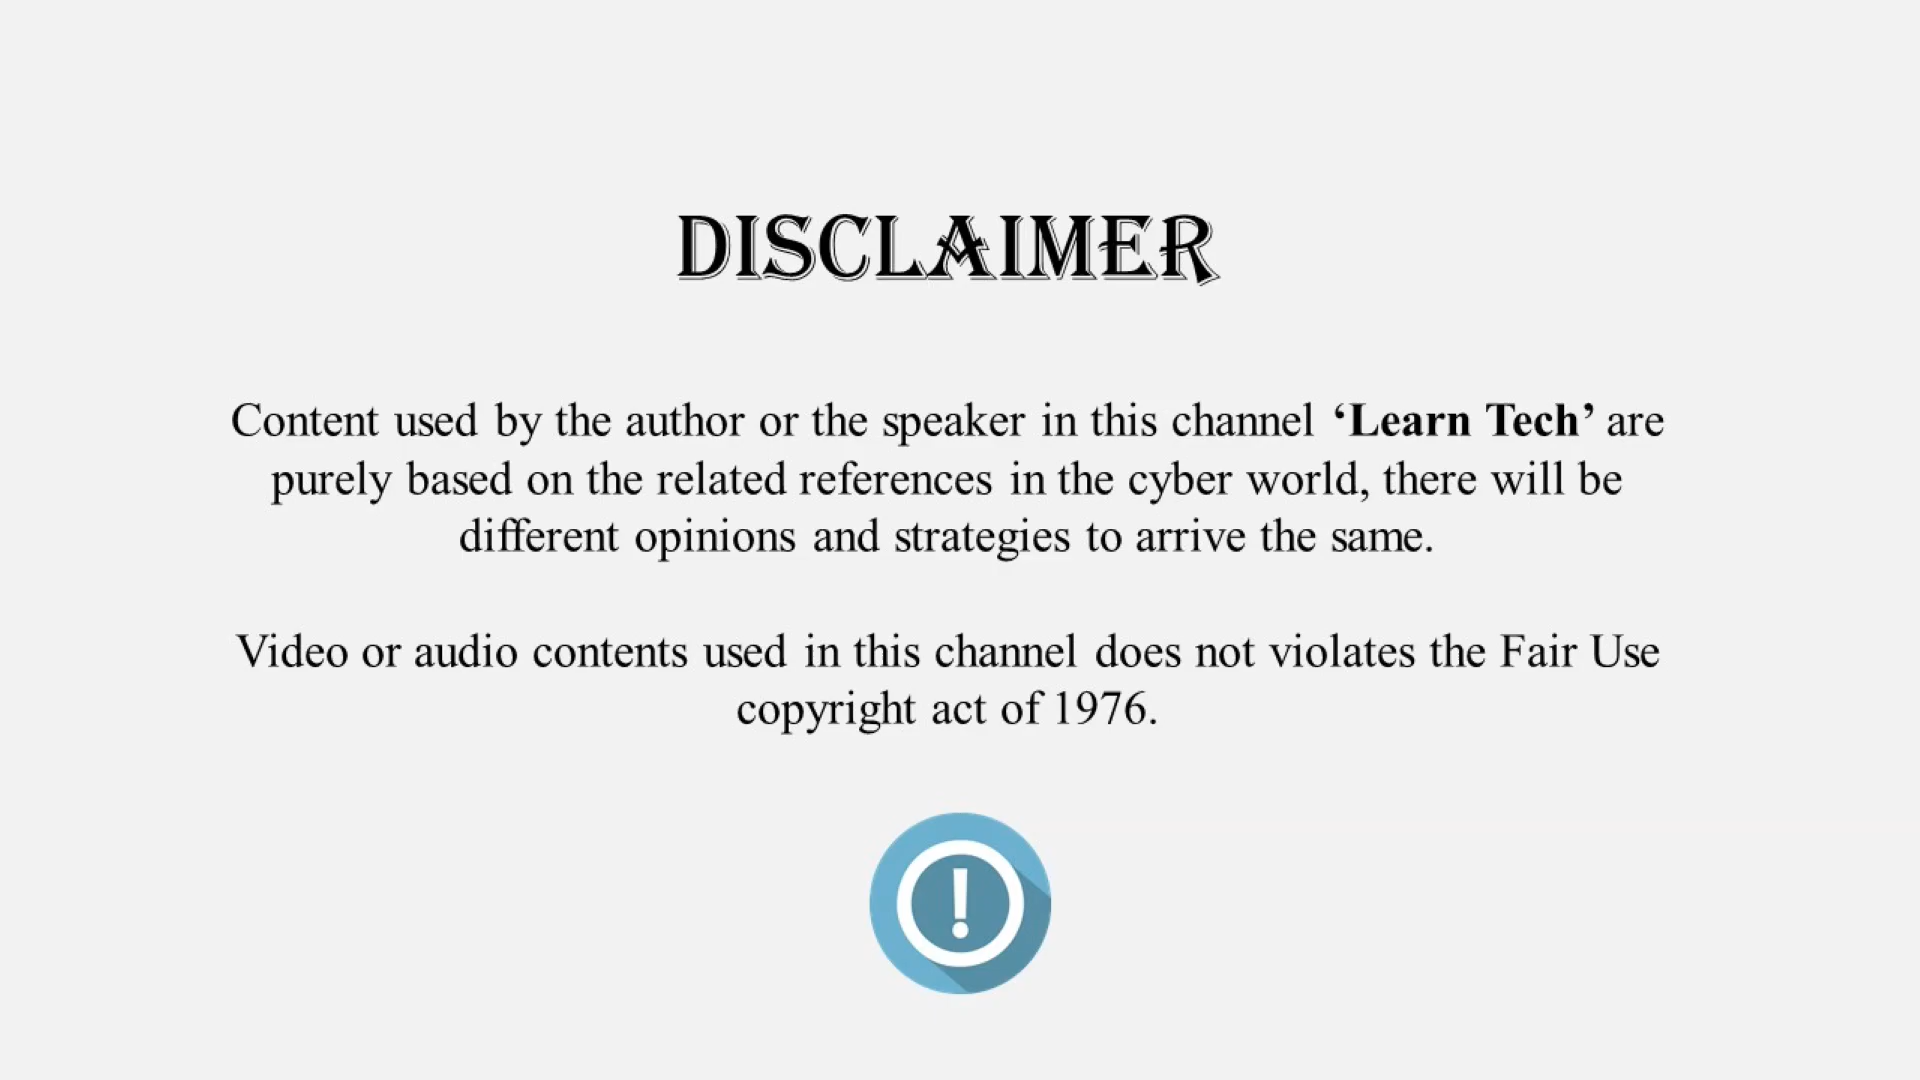 DISCLAIMER
Content used by the author or the speaker in this channel ‘Learn Tech’ are
purely based on the related references in the cyber world, there will be
different opinions and strategies to arrive the same.
Video or audio contents used in this channel does not violates the Fair Use
copyright act of 1976.